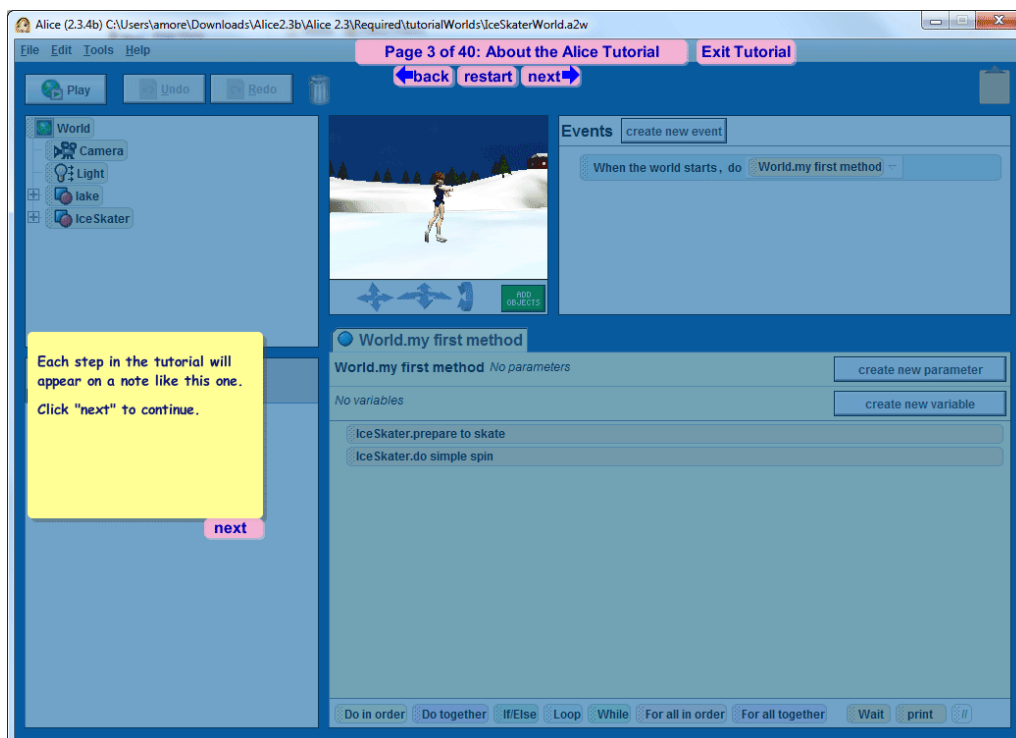 Alice (2.3.4b) C:\Users\amore\Downloads\Alice2.3b\Alice 2.3\Required\tutorialWorlds\IceSkaterWorld.a2w
File Edit Tools Help
Page 3 of 40: About the Alice Tutorial Exit Tutorial
back restart next
Play Undo Redo
World
Camera
Light
lake
IceSkater
ADD
OBJECTS
Events create new event
When the world starts, do World.my first method
Each step in the tutorial will
appear on a note like this one.
Click "next" to continue.
next
World.my first method
World.my first method No parameters create new parameter
No variables create new variable
IceSkater.prepare to skate
IceSkater.do simple spin
Do in order Do together If/Else Loop While For all in order For all together Wait print //